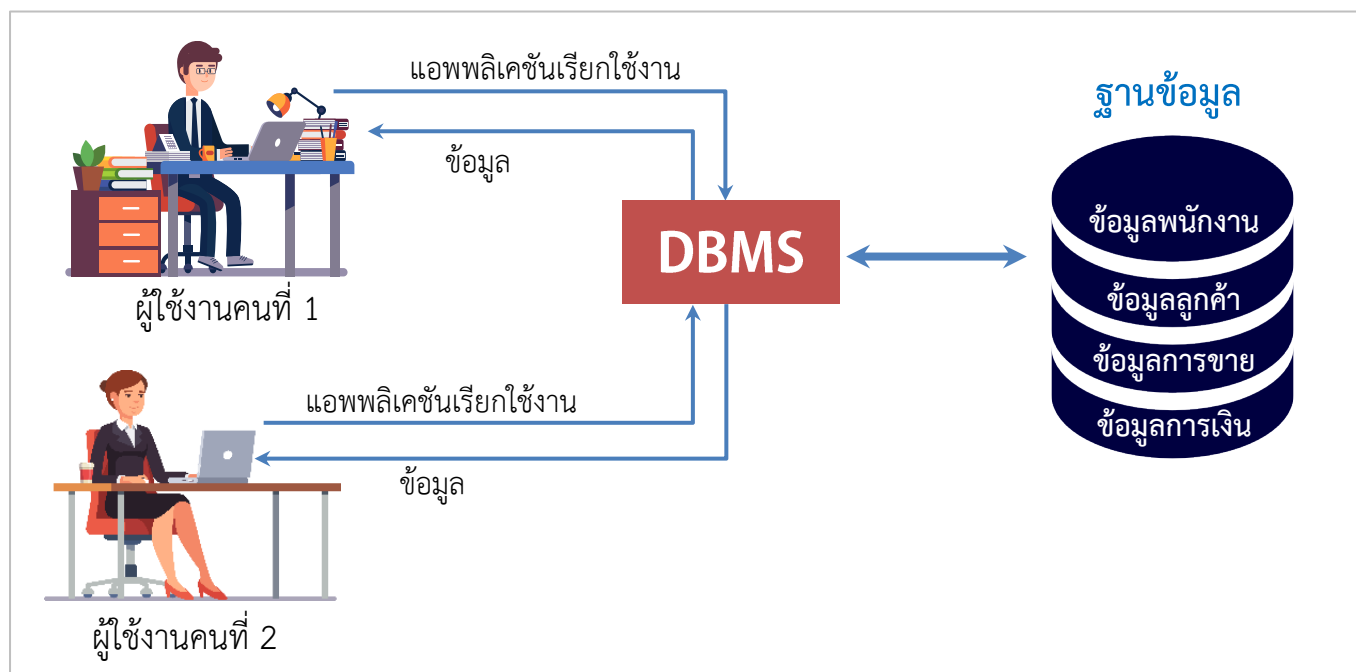 แอพพลิเคชันเรียกใช้งาน
ข้อมูล
ผู้ใช้งานคนที่ 1
DBMS
ฐานข้อมูล
ข้อมูลพนักงาน
ข้อมูลลูกค้า
ข้อมูลการขาย
ข้อมูลการเงิน
แอพพลิเคชันเรียกใช้งาน
ข้อมูล
ผู้ใช้งานคนที่ 2